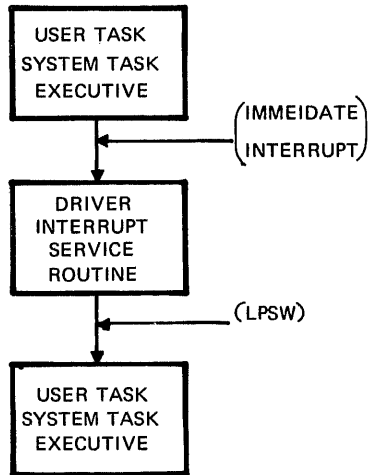 USER TASK
SYSTEM TASK
EXECUTIVE
(IMMEIDATE
INTERRUPT)
DRIVER
INTERRUPT
SERVICE
ROUTINE
(LPSW)
USER TASK
SYSTEM TASK
EXECUTIVE